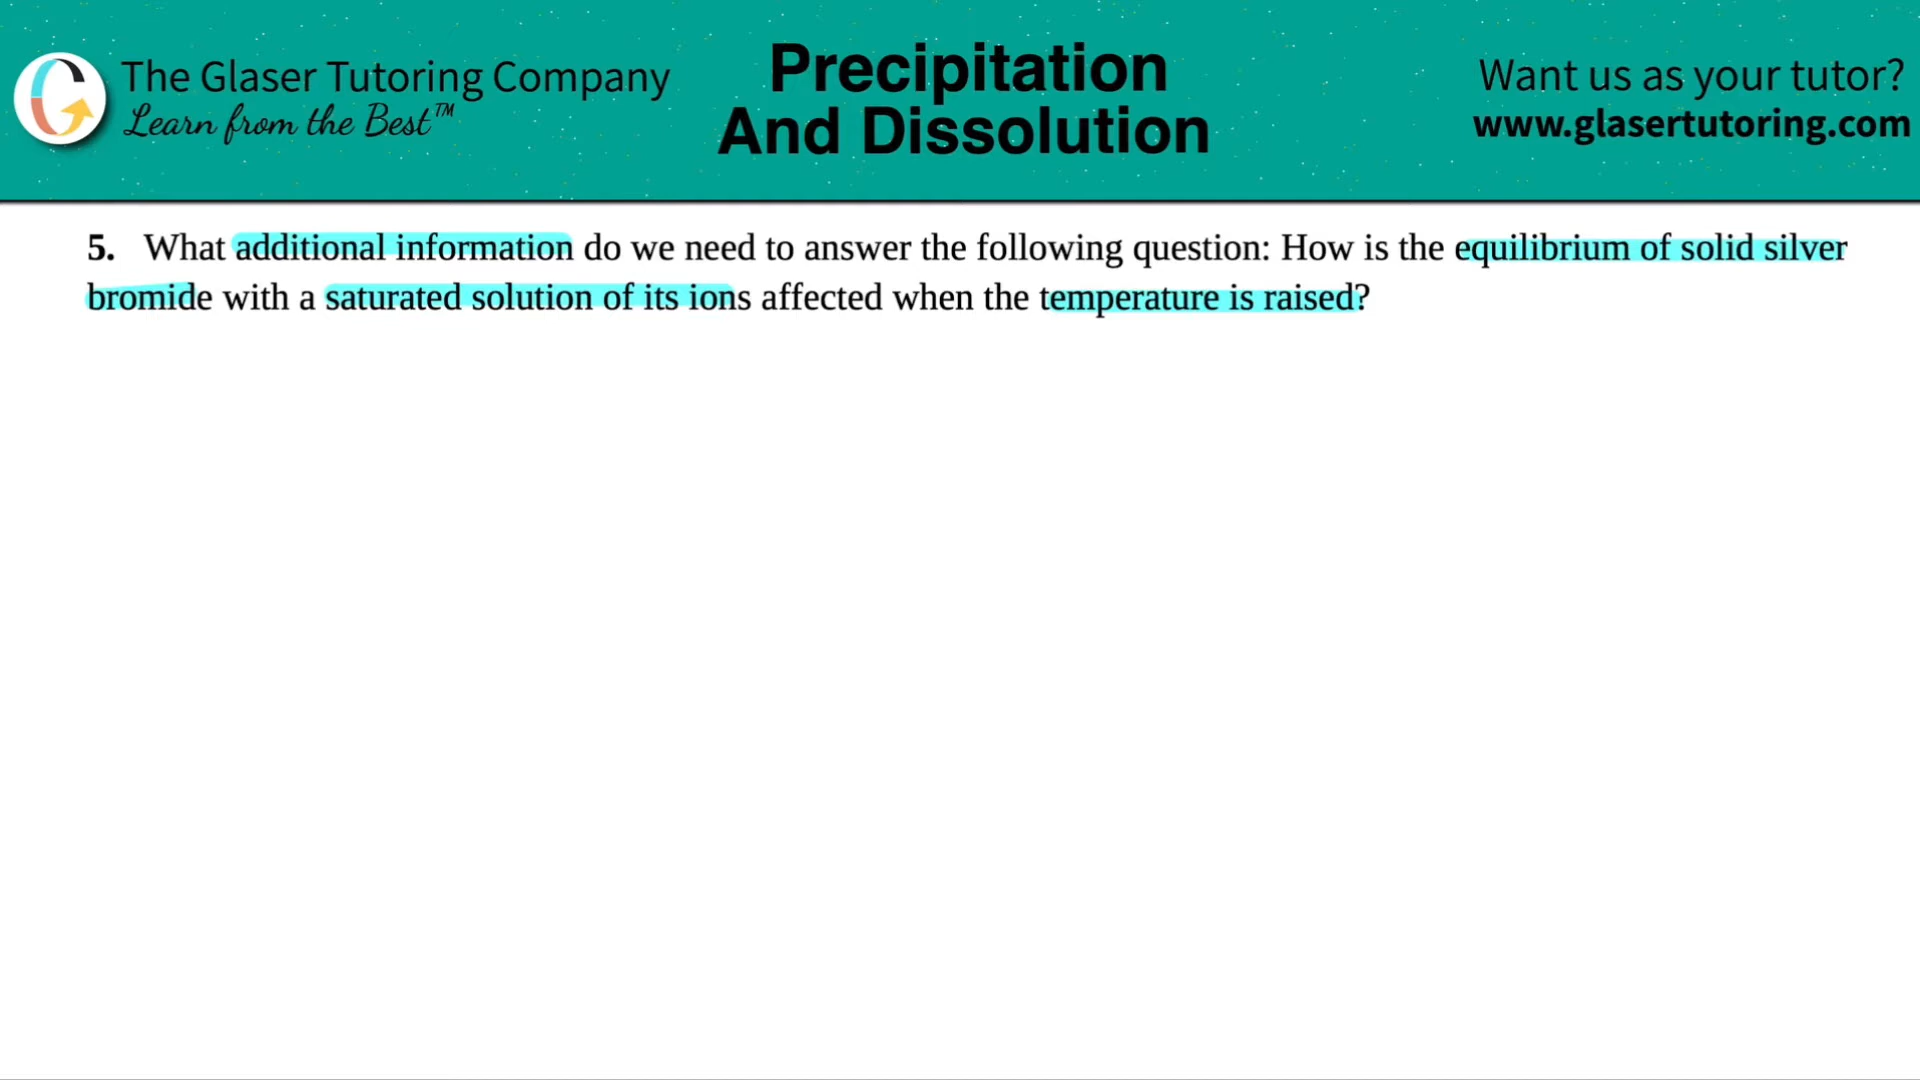 The Glaser Tutoring Company
Learn from the Best™
Precipitation
And Dissolution
Want us as your tutor?
www.glasertutoring.com
5. What additional information do we need to answer the following question: How is the equilibrium of solid silver
bromide with a saturated solution of its ions affected when the temperature is raised?